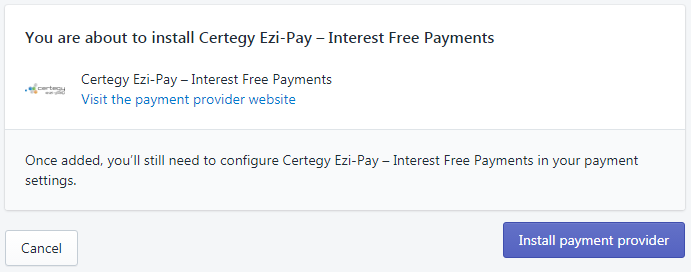 You are about to install Certegy Ezi-Pay – Interest Free Payments
certegy
ezi-pay
Certegy Ezi-Pay – Interest Free Payments
Visit the payment provider website
Once added, you'll still need to configure Certegy Ezi-Pay – Interest Free Payments in your payment
settings.
Cancel
Install payment provider